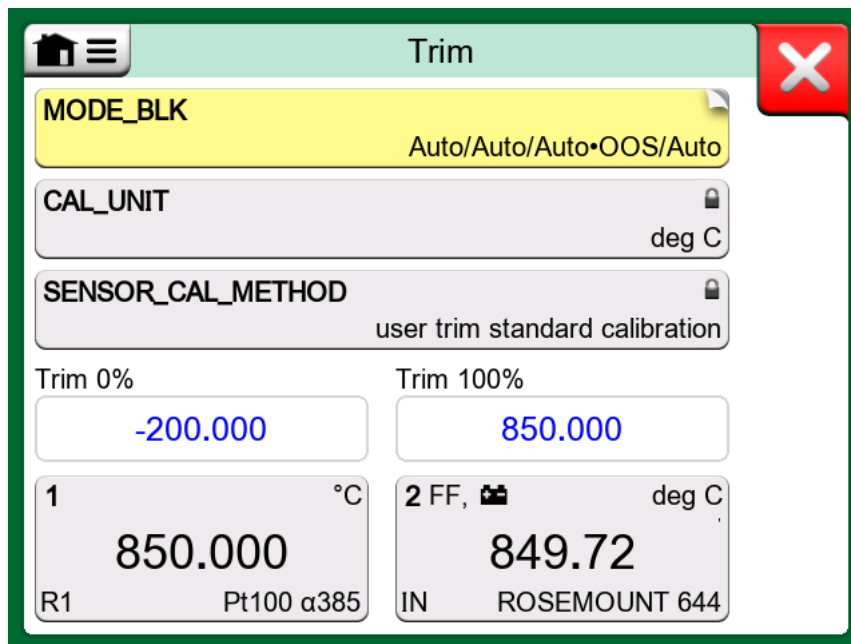 Trim
MODE_BLK
Auto/Auto/Auto•OOS/Auto
CAL_UNIT
deg C
SENSOR_CAL_METHOD
user trim standard calibration
Trim 0% Trim 100%
-200.000 850.000
1 °C 2 FF, deg C
850.000 849.72
R1 Pt100 α385 IN ROSEMOUNT 644